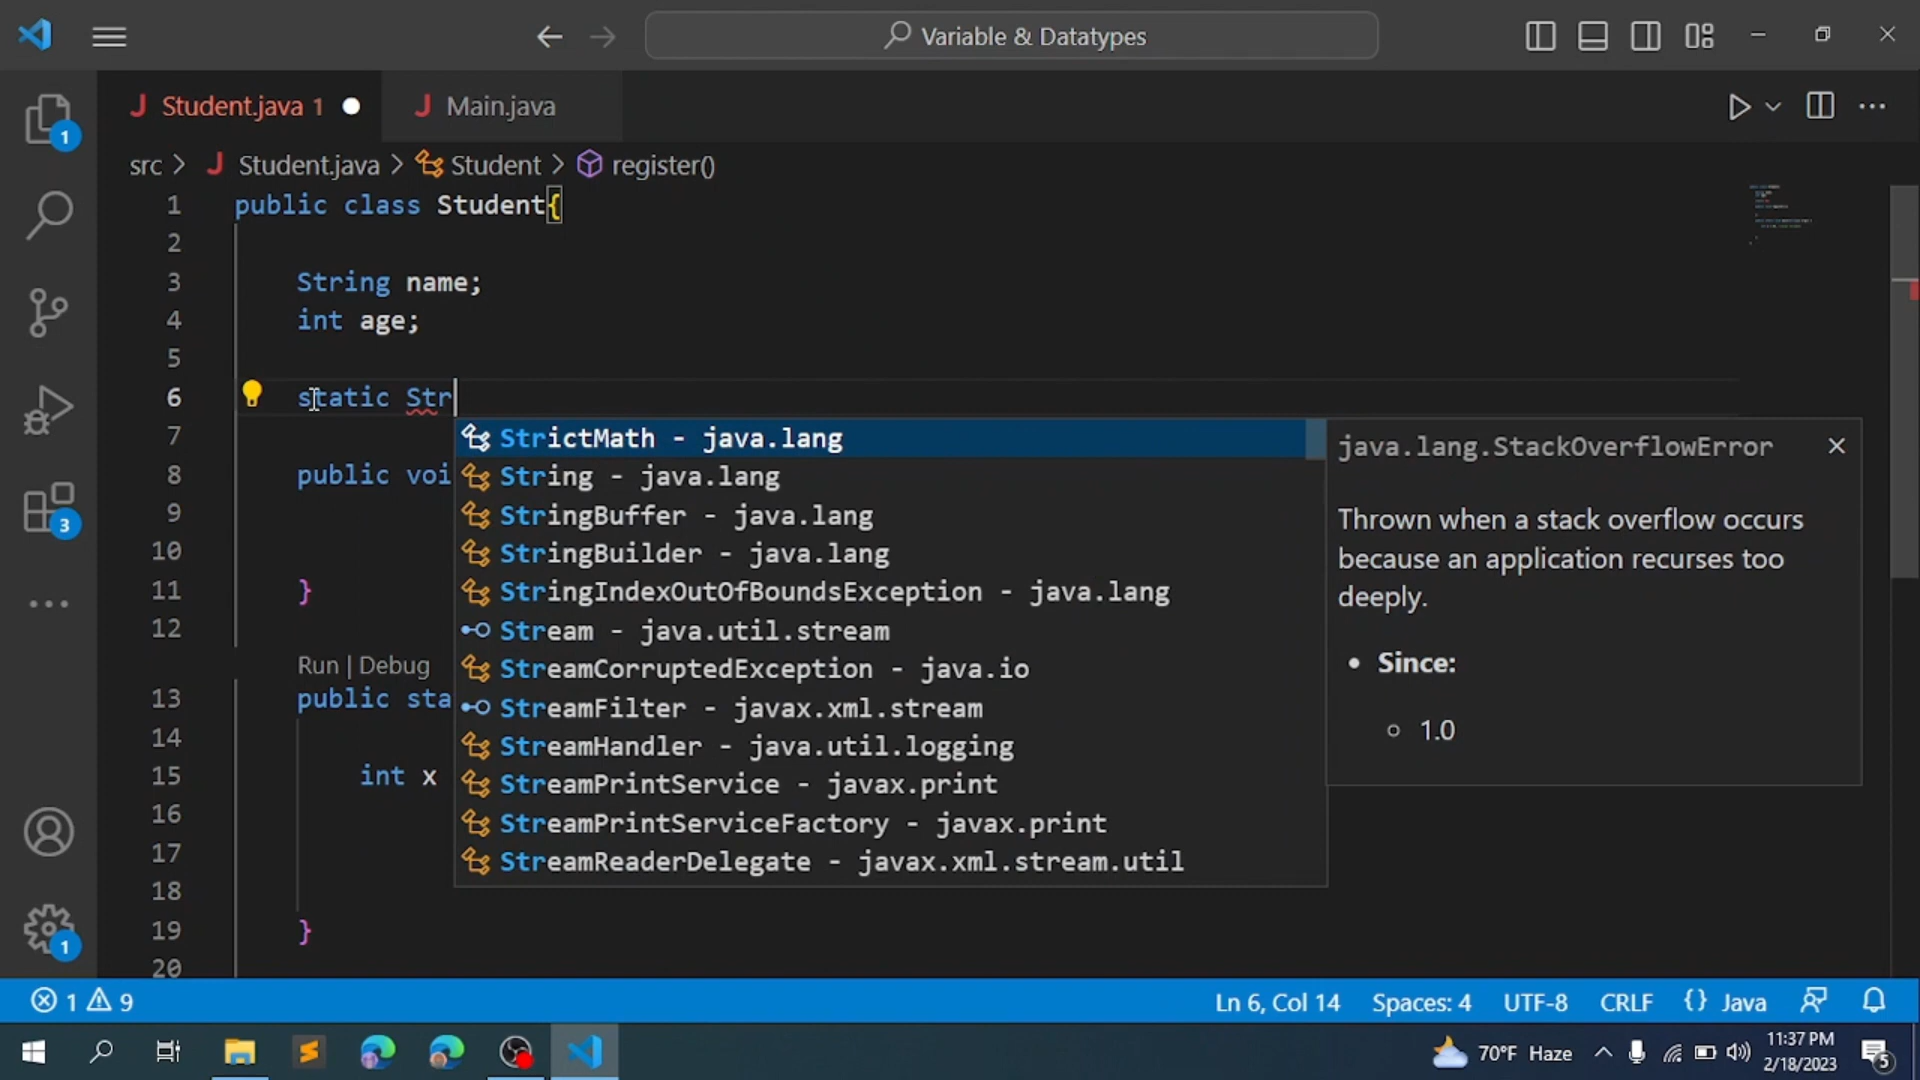 Variable & Datatypes
Student.java 1
Main.java
src > Student.java > Student > register()
1 public class Student{
2
3 String name;
4 int age;
5
6 static Str
7
8 public voi
9
10
11 }
12
Run | Debug
13 public sta
14
15 int x
16
17
18
19 }
20
StrictMath - java.lang
String - java.lang
StringBuffer - java.lang
StringBuilder - java.lang
StringIndexOutOfBoundsException - java.lang
Stream - java.util.stream
StreamCorruptedException - java.io
StreamFilter - javax.xml.stream
StreamHandler - java.util.logging
StreamPrintService - javax.print
StreamPrintServiceFactory - javax.print
StreamReaderDelegate - javax.xml.stream.util
java.lang.StackOverflowError
Thrown when a stack overflow occurs
because an application recurses too
deeply.
• Since:
○ 1.0
1
3
1
1 9
Ln 6, Col 14 Spaces: 4 UTF-8 CRLF {} Java
70°F Haze
11:37 PM
2/18/2023
5